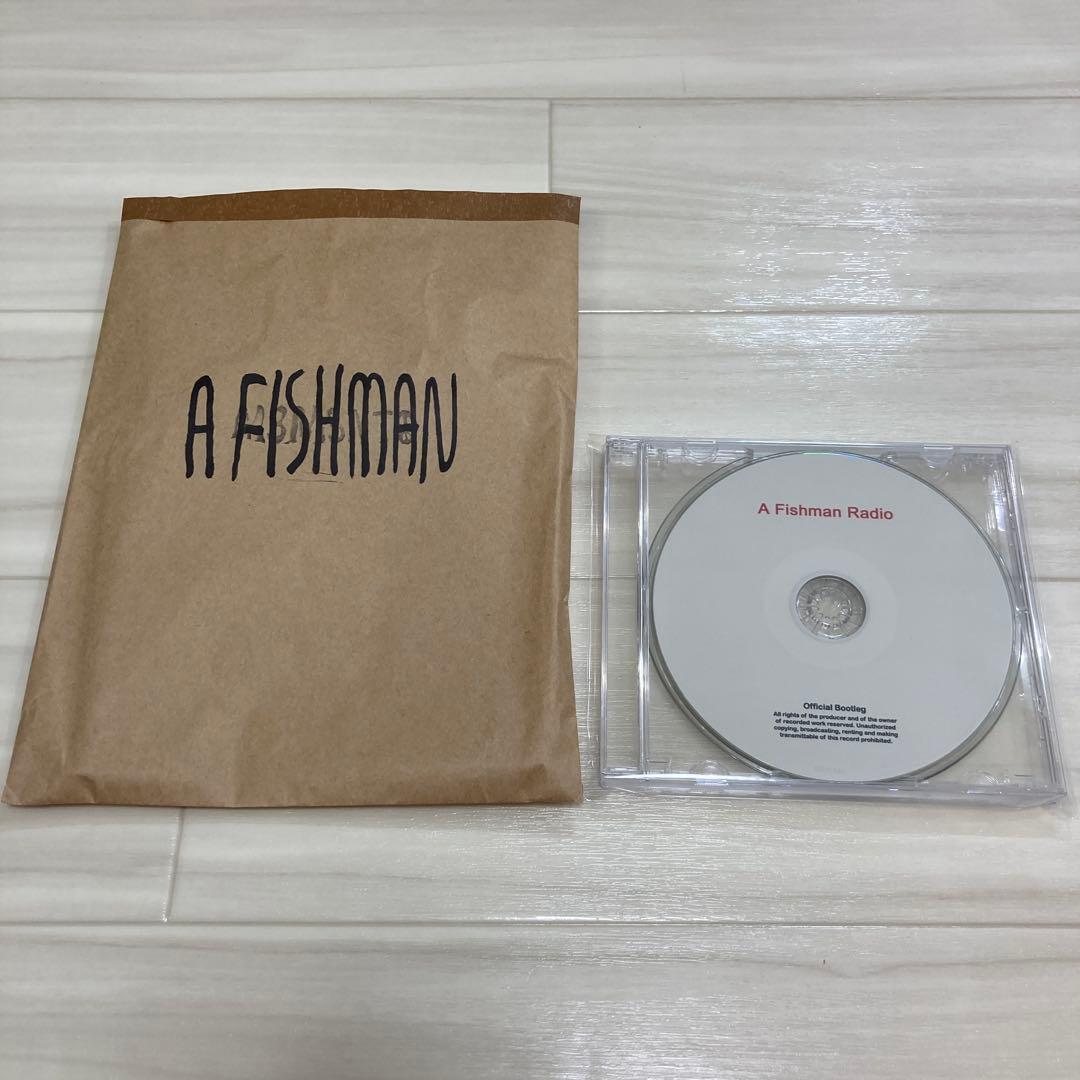 A FISHMAN
A Fishman Radio
Official Bootleg
All rights of the producer and of the owner
of recorded work reserved. Unauthorized
copying, broadcasting, renting and making
transmittable of this record prohibited.